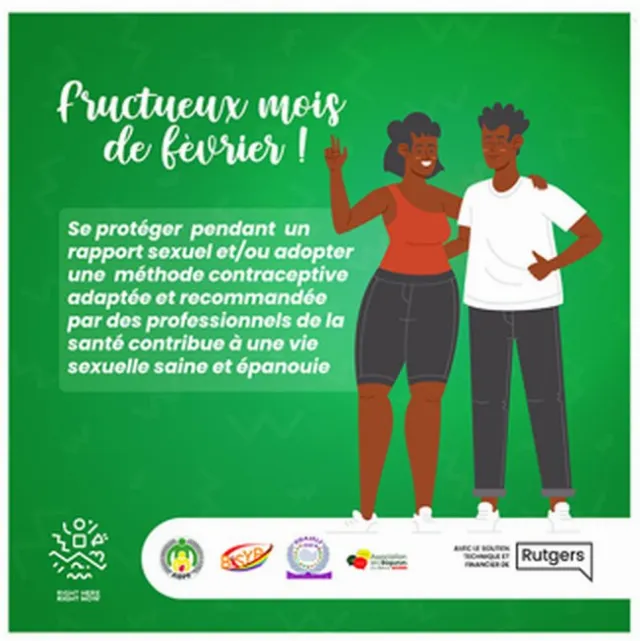 Fructueux mois
de fèvrier !
Se protéger pendant un
rapport sexuel et/ou adopter
une méthode contraceptive
adaptée et recommandée
par des professionnels de la
santé contribue à une vie
sexuelle saine et épanouie
RIGHT HERE
RIGHT NOW
Association
AVEC LE SOUTIEN
TECHNIQUE ET
FINANCIER DE
Rutgers